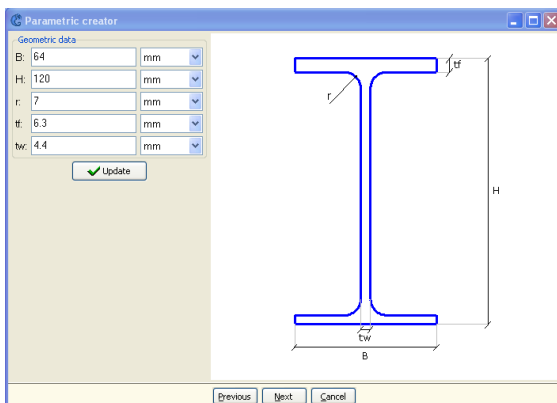 Parametric creator
Geometric data
B: 64 mm
H: 120 mm
r: 7 mm
tf: 6.3 mm
tw: 4.4 mm
Update
tf
r
H
tw
B
Previous Next Cancel